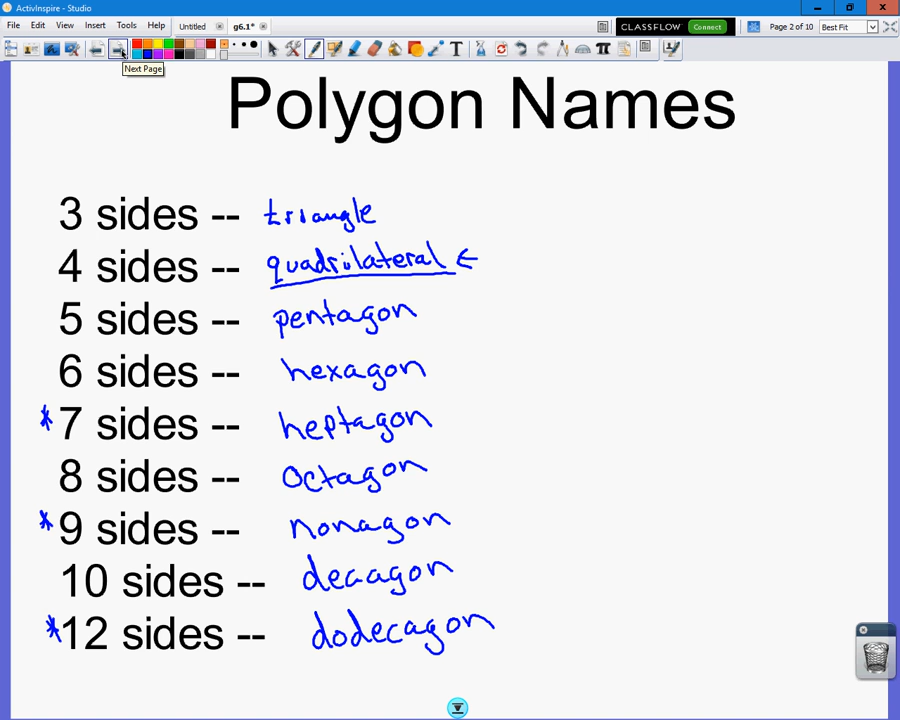 ActivInspire - Studio
File Edit View Insert Tools Help Untitled g6.1* CLASSFLOW Connect Page 2 of 10 Best Fit
Next Page
Polygon Names
3 sides -- triangle
4 sides -- quadrilateral
5 sides -- pentagon
6 sides -- hexagon
*7 sides -- heptagon
8 sides -- octagon
*9 sides -- nonagon
10 sides -- decagon
*12 sides -- dodecagon